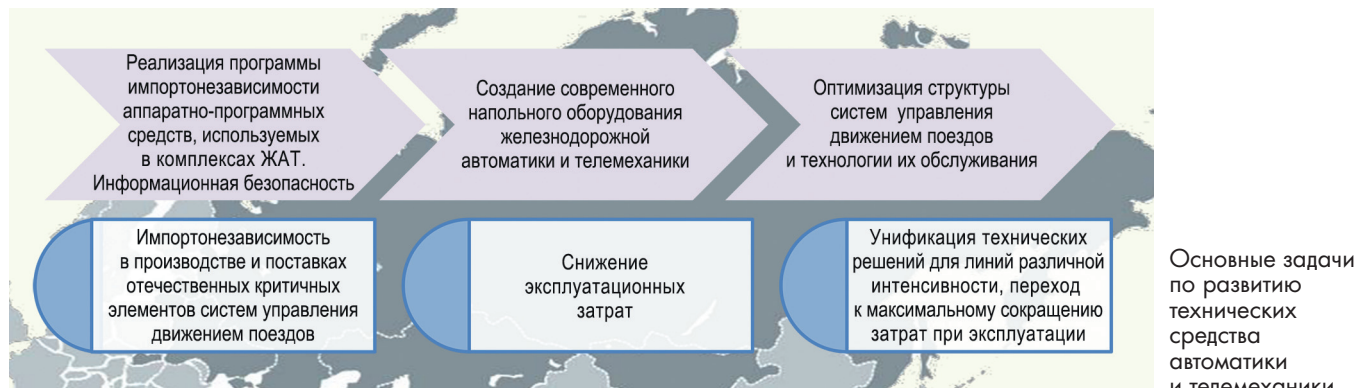 Реализация программы
импортонезависимости
аппаратно-программных
средств, используемых
в комплексах ЖАТ.
Информационная безопасность
Создание современного
напольного оборудования
железнодорожной
автоматики и телемеханики
Оптимизация структуры
систем управления
движением поездов
и технологии их обслуживания
Импортонезависимость
в производстве и поставках
отечественных критичных
элементов систем управления
движением поездов
Снижение
эксплуатационных
затрат
Унификация технических
решений для линий различной
интенсивности, переход
к максимальному сокращению
затрат при эксплуатации
Основные задачи
по развитию
технических
средства
автоматики
и телемеханики